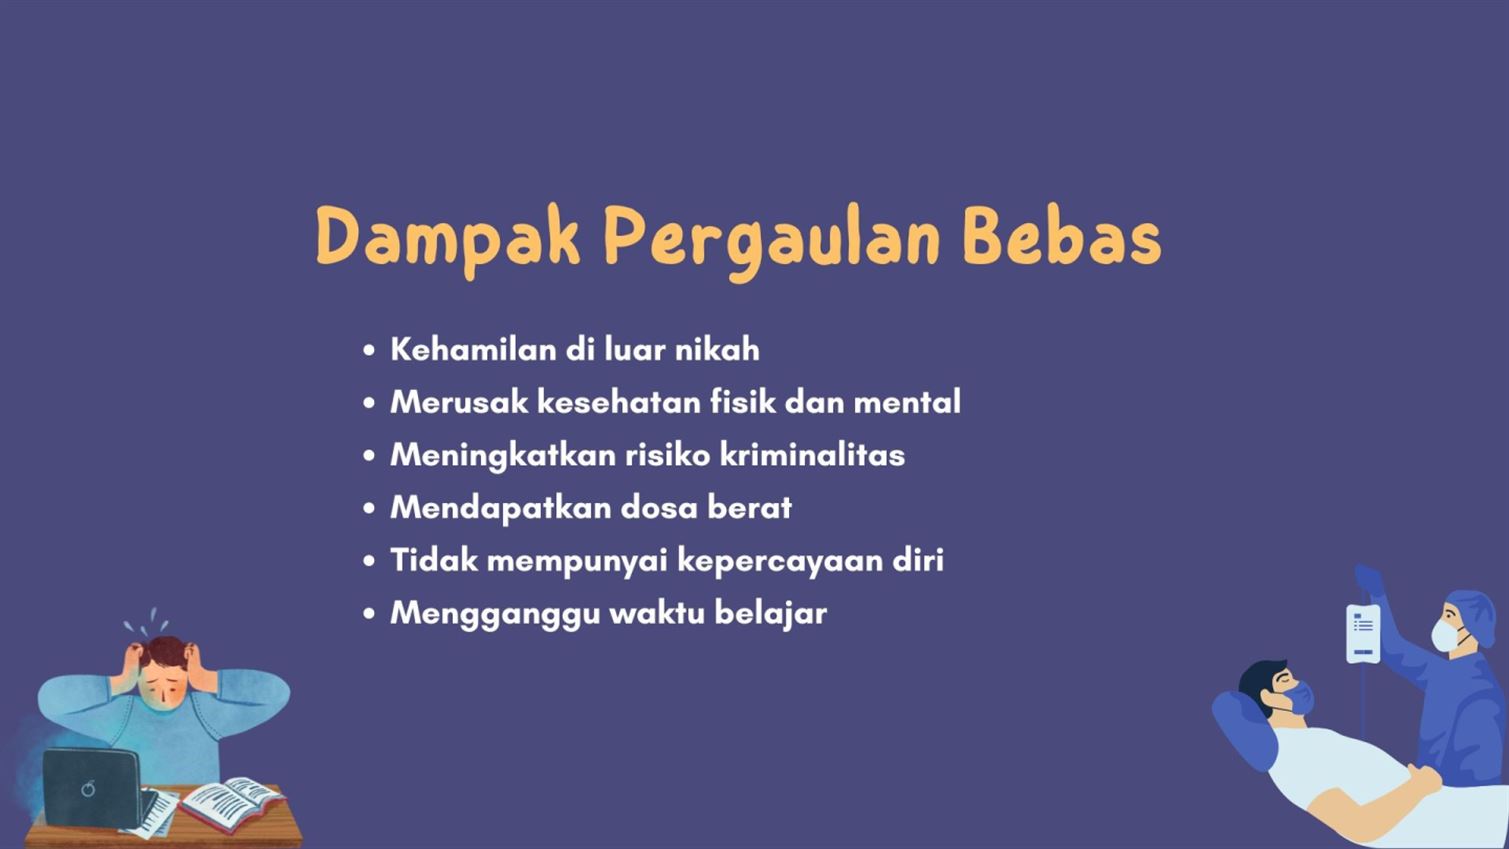 Dampak Pergaulan Bebas
• Kehamilan di luar nikah
• Merusak kesehatan fisik dan mental
• Meningkatkan risiko kriminalitas
• Mendapatkan dosa berat
• Tidak mempunyai kepercayaan diri
• Mengganggu waktu belajar